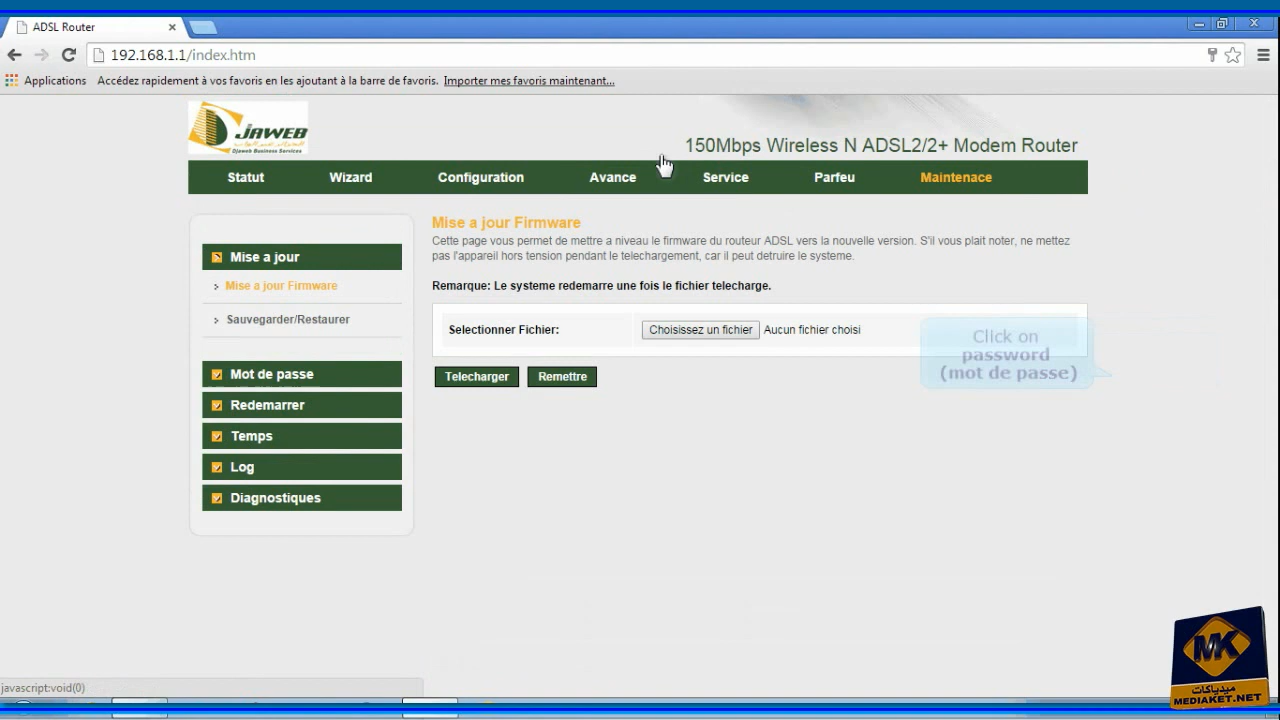 ADSL Router
192.168.1.1/index.htm
Applications Accédez rapidement à vos favoris en les ajoutant à la barre de favoris. Importer mes favoris maintenant...
JAWEB
Djaweb Business Services
150Mbps Wireless N ADSL2/2+ Modem Router
Statut Wizard Configuration Avance Service Parfeu Maintenace
Mise a jour
Mise a jour Firmware
Sauvegarder/Restaurer
Mot de passe
Redemarrer
Temps
Log
Diagnostiques
Mise a jour Firmware
Cette page vous permet de mettre a niveau le firmware du routeur ADSL vers la nouvelle version. S'il vous plait noter, ne mettez
pas l'appareil hors tension pendant le telechargement, car il peut detruire le systeme.
Remarque: Le systeme redemarre une fois le fichier telecharge.
Selectionner Fichier: Choisissez un fichier Aucun fichier choisi
Telecharger Remettre
Click on
password
(mot de passe)
javascript:void(0)
MK
ميدياكات
MEDIAKET.NET